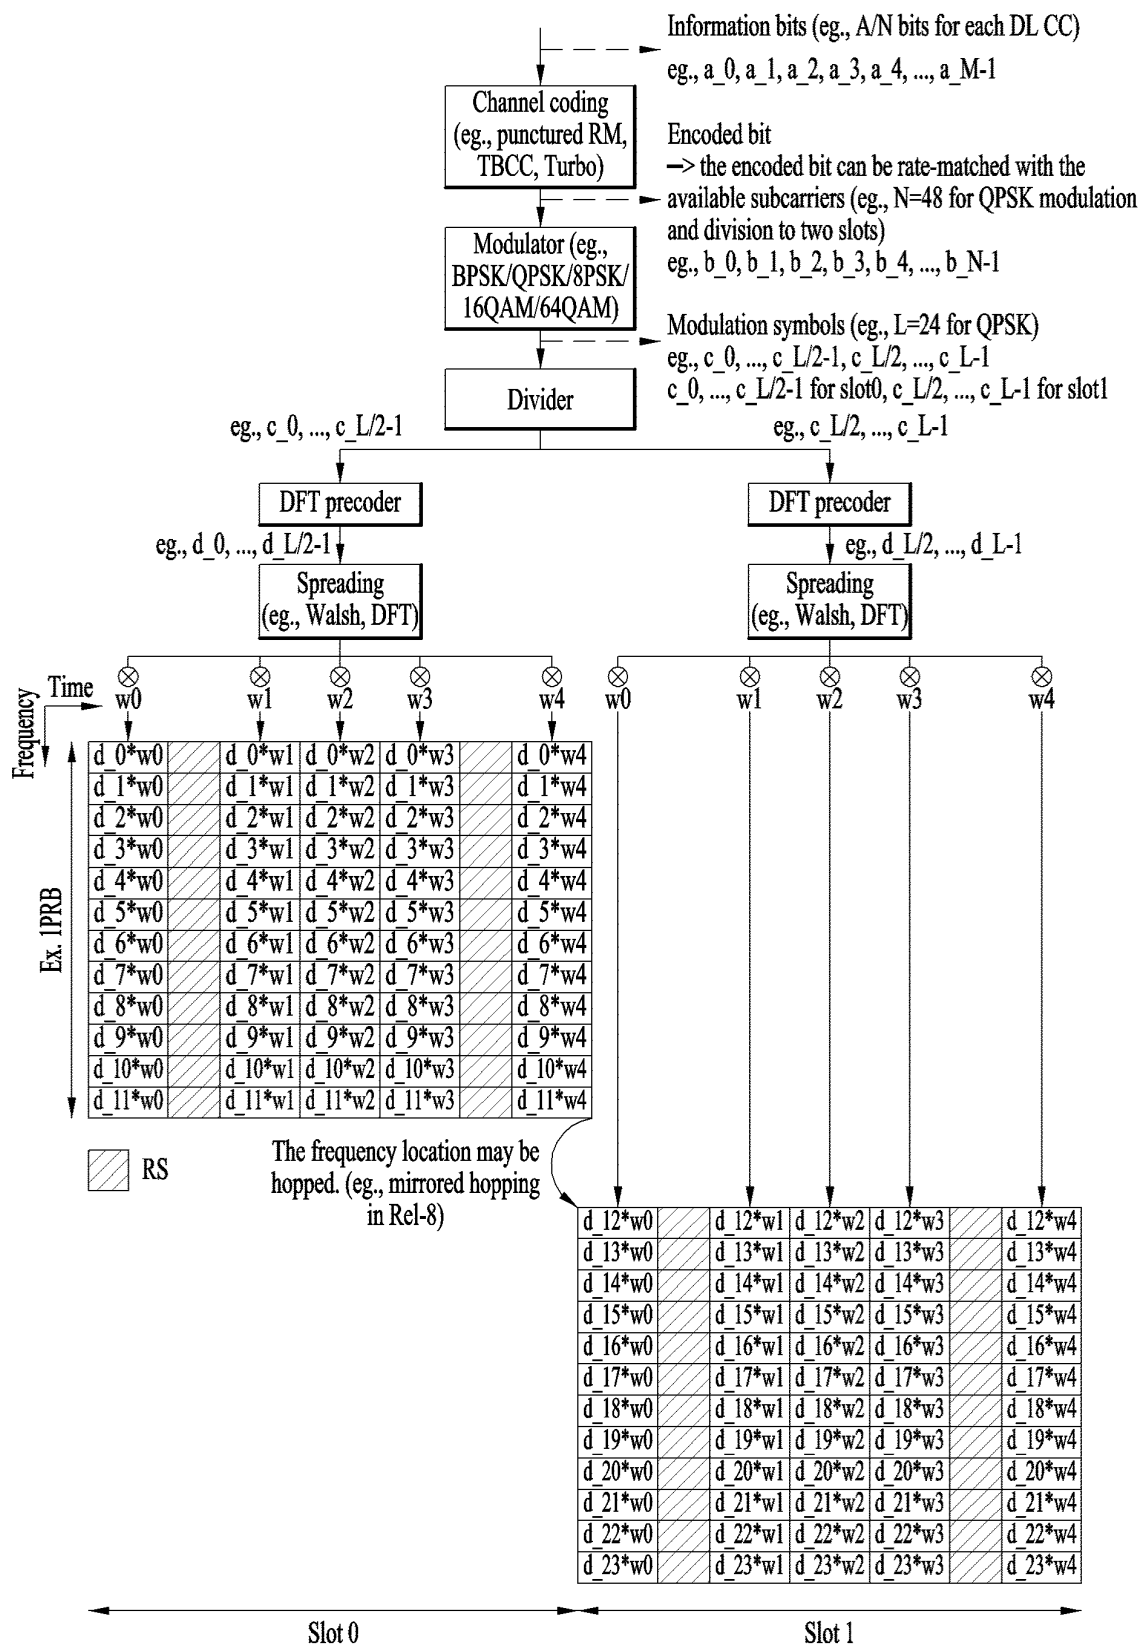 Information bits (eg., A/N bits for each DL CC)
eg., a_0, a_1, a_2, a_3, a_4, ..., a_M-1
Channel coding
(eg., punctured RM,
TBCC, Turbo)
Encoded bit
—> the encoded bit can be rate-matched with the
available subcarriers (eg., N=48 for QPSK modulation
and division to two slots)
eg., b_0, b_1, b_2, b_3, b_4, ..., b_N-1
Modulator (eg.,
BPSK/QPSK/8PSK/
16QAM/64QAM)
Modulation symbols (eg., L=24 for QPSK)
eg., c_0, ..., c_L/2-1, c_L/2, ..., c_L-1
c_0, ..., c_L/2-1 for slot0, c_L/2, ..., c_L-1 for slot1
Divider
eg., c_0, ..., c_L/2-1
eg., c_L/2, ..., c_L-1
DFT precoder
DFT precoder
eg., d_0, ..., d_L/2-1
eg., d_L/2, ..., d_L-1
Spreading
(eg., Walsh, DFT)
Spreading
(eg., Walsh, DFT)
Frequency
Time
w0 w1 w2 w3 w4
w0 w1 w2 w3 w4
Ex. 1PRB
d_0*w0 d_0*w1 d_0*w2 d_0*w3 d_0*w4
d_1*w0 d_1*w1 d_1*w2 d_1*w3 d_1*w4
d_2*w0 d_2*w1 d_2*w2 d_2*w3 d_2*w4
d_3*w0 d_3*w1 d_3*w2 d_3*w3 d_3*w4
d_4*w0 d_4*w1 d_4*w2 d_4*w3 d_4*w4
d_5*w0 d_5*w1 d_5*w2 d_5*w3 d_5*w4
d_6*w0 d_6*w1 d_6*w2 d_6*w3 d_6*w4
d_7*w0 d_7*w1 d_7*w2 d_7*w3 d_7*w4
d_8*w0 d_8*w1 d_8*w2 d_8*w3 d_8*w4
d_9*w0 d_9*w1 d_9*w2 d_9*w3 d_9*w4
d_10*w0 d_10*w1 d_10*w2 d_10*w3 d_10*w4
d_11*w0 d_11*w1 d_11*w2 d_11*w3 d_11*w4
RS
The frequency location may be
hopped. (eg., mirrored hopping
in Rel-8)
d_12*w0 d_12*w1 d_12*w2 d_12*w3 d_12*w4
d_13*w0 d_13*w1 d_13*w2 d_13*w3 d_13*w4
d_14*w0 d_14*w1 d_14*w2 d_14*w3 d_14*w4
d_15*w0 d_15*w1 d_15*w2 d_15*w3 d_15*w4
d_16*w0 d_16*w1 d_16*w2 d_16*w3 d_16*w4
d_17*w0 d_17*w1 d_17*w2 d_17*w3 d_17*w4
d_18*w0 d_18*w1 d_18*w2 d_18*w3 d_18*w4
d_19*w0 d_19*w1 d_19*w2 d_19*w3 d_19*w4
d_20*w0 d_20*w1 d_20*w2 d_20*w3 d_20*w4
d_21*w0 d_21*w1 d_21*w2 d_21*w3 d_21*w4
d_22*w0 d_22*w1 d_22*w2 d_22*w3 d_22*w4
d_23*w0 d_23*w1 d_23*w2 d_23*w3 d_23*w4
Slot 0
Slot 1